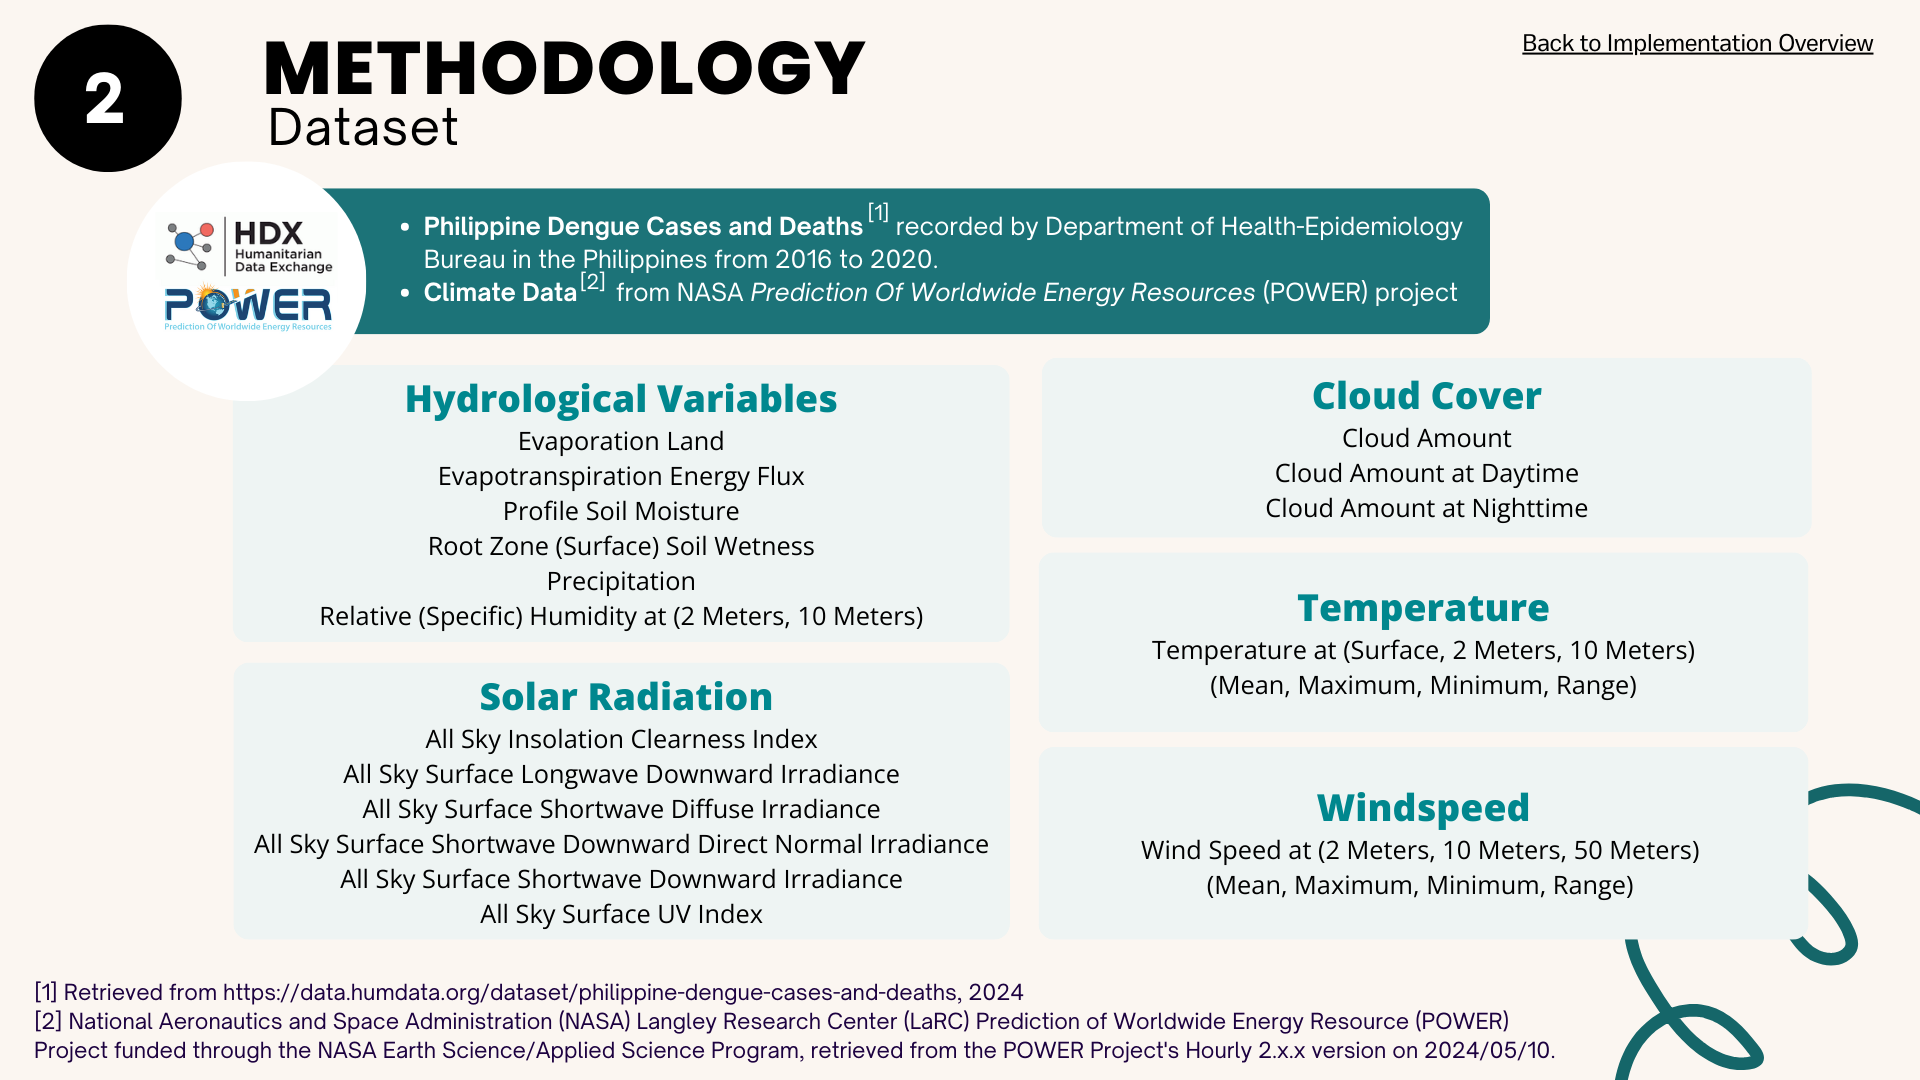 2
METHODOLOGY
Dataset
Back to Implementation Overview
HDX
Humanitarian
Data Exchange
POWER
Prediction Of Worldwide Energy Resources
• Philippine Dengue Cases and Deaths [1] recorded by Department of Health-Epidemiology
Bureau in the Philippines from 2016 to 2020.
• Climate Data [2] from NASA Prediction Of Worldwide Energy Resources (POWER) project
Hydrological Variables
Evaporation Land
Evapotranspiration Energy Flux
Profile Soil Moisture
Root Zone (Surface) Soil Wetness
Precipitation
Relative (Specific) Humidity at (2 Meters, 10 Meters)
Solar Radiation
All Sky Insolation Clearness Index
All Sky Surface Longwave Downward Irradiance
All Sky Surface Shortwave Diffuse Irradiance
All Sky Surface Shortwave Downward Direct Normal Irradiance
All Sky Surface Shortwave Downward Irradiance
All Sky Surface UV Index
Cloud Cover
Cloud Amount
Cloud Amount at Daytime
Cloud Amount at Nighttime
Temperature
Temperature at (Surface, 2 Meters, 10 Meters)
(Mean, Maximum, Minimum, Range)
Windspeed
Wind Speed at (2 Meters, 10 Meters, 50 Meters)
(Mean, Maximum, Minimum, Range)
[1] Retrieved from https://data.humdata.org/dataset/philippine-dengue-cases-and-deaths, 2024
[2] National Aeronautics and Space Administration (NASA) Langley Research Center (LaRC) Prediction of Worldwide Energy Resource (POWER)
Project funded through the NASA Earth Science/Applied Science Program, retrieved from the POWER Project's Hourly 2.x.x version on 2024/05/10.